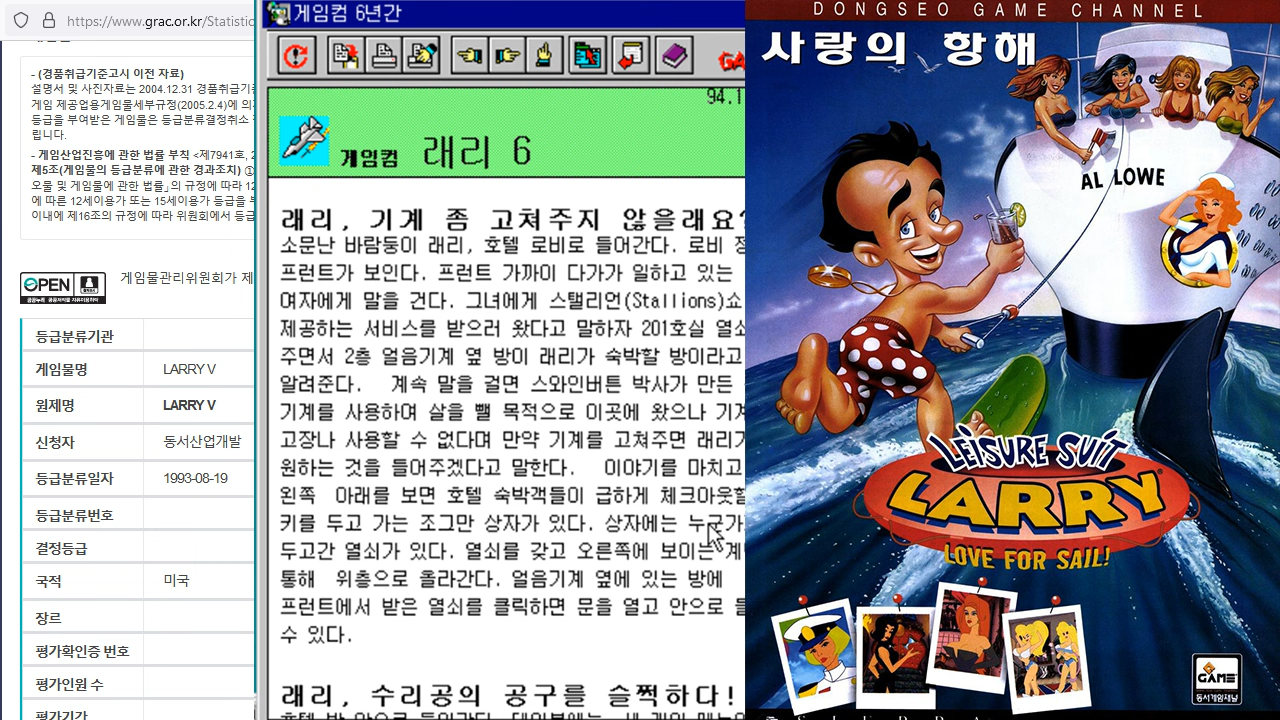 https://www.grac.or.kr/Statistic
- (경품취급기준고시 이전 자료)
설명서 및 사진자료는 2004.12.31 경품취급기
게임 제공업용게임물세부규정(2005.2.4)에 의
등급을 부여받은 게임물은 등급분류결정취소
립니다.
- 게임산업진흥에 관한 법률 부칙 <제7941호, 2
제5조(게임물의 등급분류에 관한 경과조치) ①
오물 및 게임물에 관한 법률」의 규정에 따라 12
에 따른 12세이용가 또는 15세이용가 등급을 부
이내에 제16조의 규정에 따라 위원회에서 등급
OPEN
공공누리 공공저작물 자유이용허락
게임물관리위원회가 제
등급분류기관
게임물명 LARRY V
원제명 LARRY V
신청자 동서산업개발
등급분류일자 1993-08-19
등급분류번호
결정등급
국적 미국
장르
평가확인증 번호
평가인원 수
평가기간
게임컴 6년간
GA
94.1
게임컴 래리 6
래리, 기계 좀 고쳐주지 않을래요?
소문난 바람둥이 래리, 호텔 로비로 들어간다. 로비 정
프런트가 보인다. 프런트 가까이 다가가 일하고 있는
여자에게 말을 건다. 그녀에게 스탤리언(Stallions)쇼
제공하는 서비스를 받으러 왔다고 말하자 201호실 열쇠
주면서 2층 얼음기계 옆 방이 래리가 숙박할 방이라고
알려준다. 계속 말을 걸면 스와인버튼 박사가 만든
기계를 사용하여 살을 뺄 목적으로 이곳에 왔으나 기계
고장나 사용할 수 없다며 만약 기계를 고쳐주면 래리가
원하는 것을 들어주겠다고 말한다. 이야기를 마치고
왼쪽 아래를 보면 호텔 숙박객들이 급하게 체크아웃할
키를 두고 가는 조그만 상자가 있다. 상자에는 누군가
두고간 열쇠가 있다. 열쇠를 갖고 오른쪽에 보이는 계
통해 위층으로 올라간다. 얼음기계 옆에 있는 방에
프런트에서 받은 열쇠를 클릭하면 문을 열고 안으로 들
수 있다.
래리, 수리공의 공구를 슬쩍하다!
DONGSEO GAME CHANNEL
사랑의 항해
AL LOWE
LEISURE SUIT
LARRY
LOVE FOR SAIL!
GAME
동서게임채널